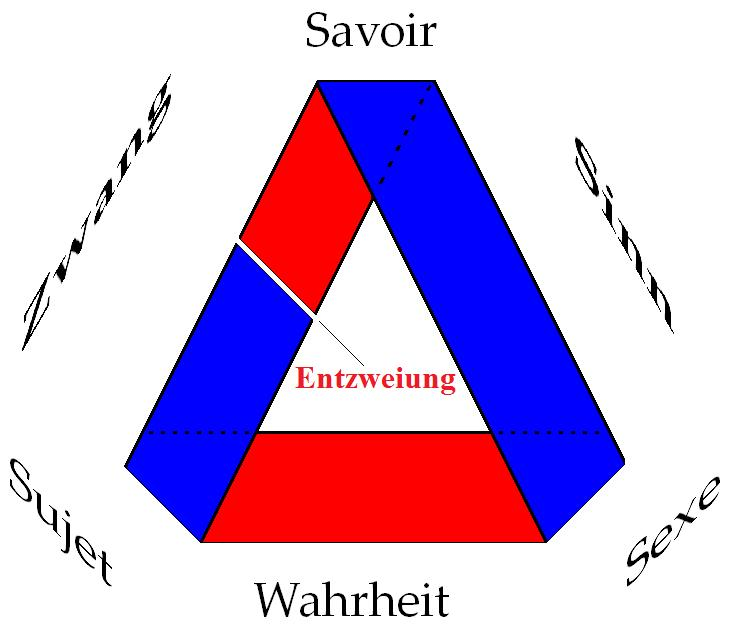 Savoir
Zwang
Sinn
Entzweiung
Sujet
Sexe
Wahrheit